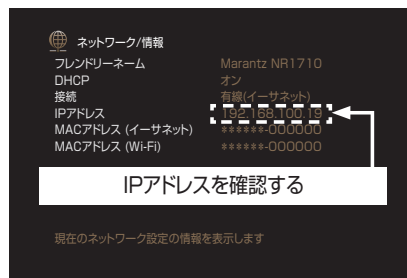 ネットワーク/情報
フレンドリーネーム Marantz NR1710
DHCP オン
接続 有線(イーサネット)
IPアドレス 192.168.100.19
MACアドレス (イーサネット) ******-000000
MACアドレス (Wi-Fi) ******-000000
IPアドレスを確認する
現在のネットワーク設定の情報を表示します